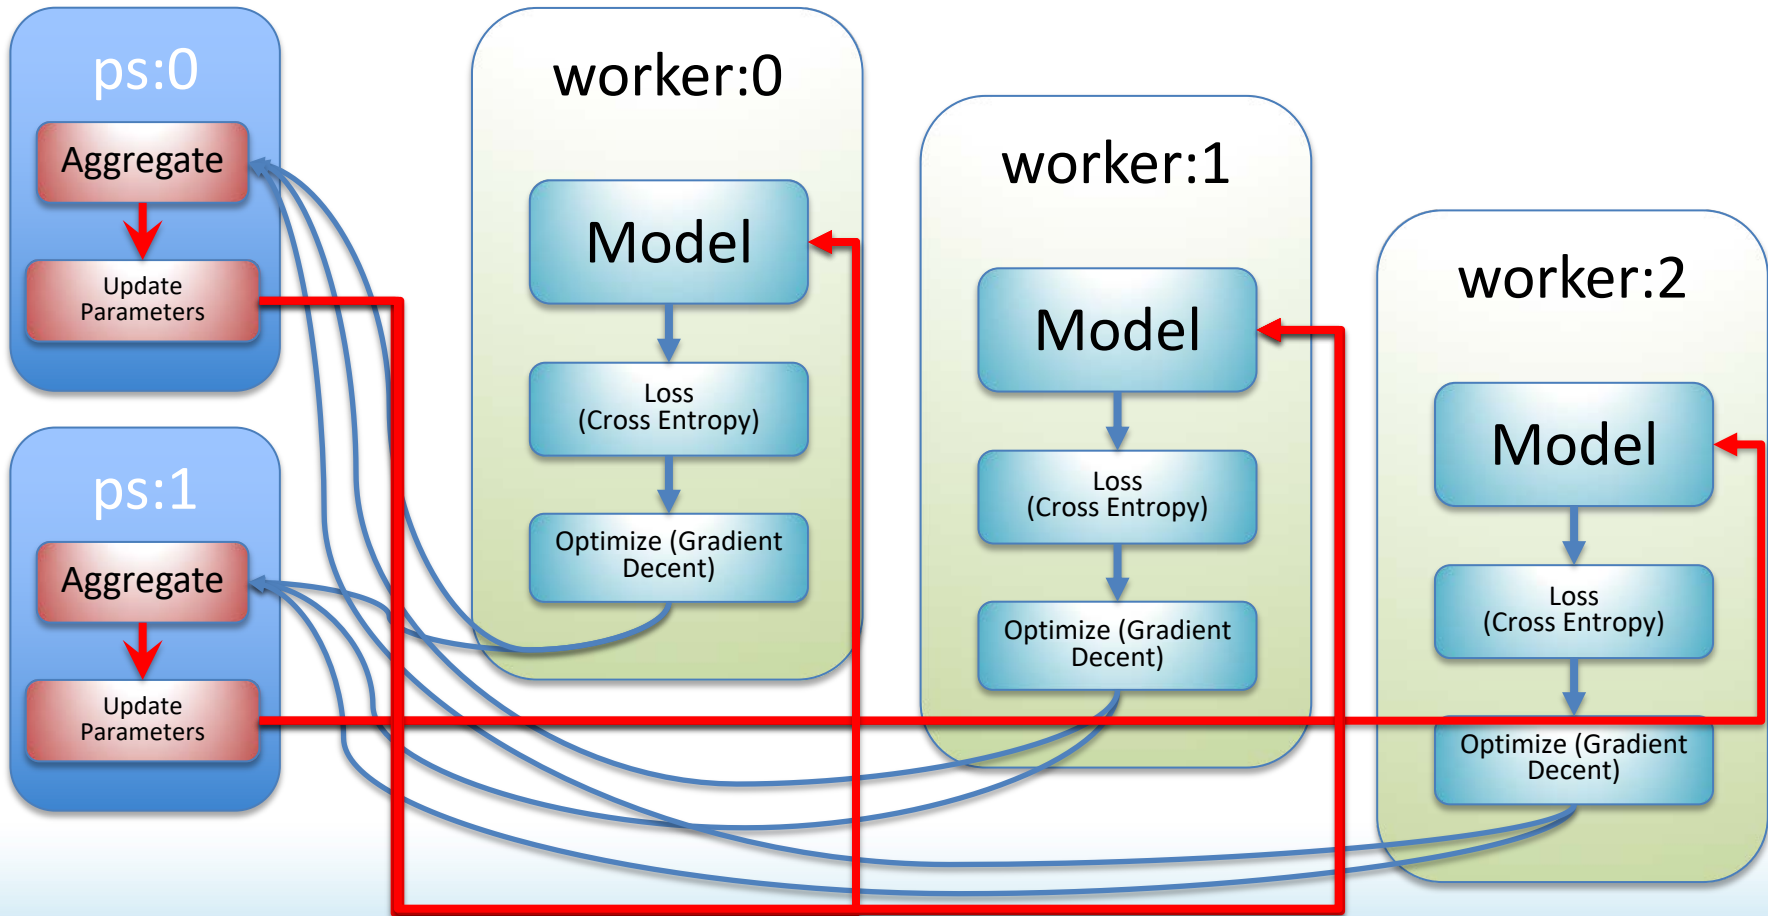 ps:0
Aggregate
Update
Parameters
ps:1
Aggregate
Update
Parameters
worker:0
Model
Loss
(Cross Entropy)
Optimize (Gradient
Decent)
worker:1
Model
Loss
(Cross Entropy)
Optimize (Gradient
Decent)
worker:2
Model
Loss
(Cross Entropy)
Optimize (Gradient
Decent)